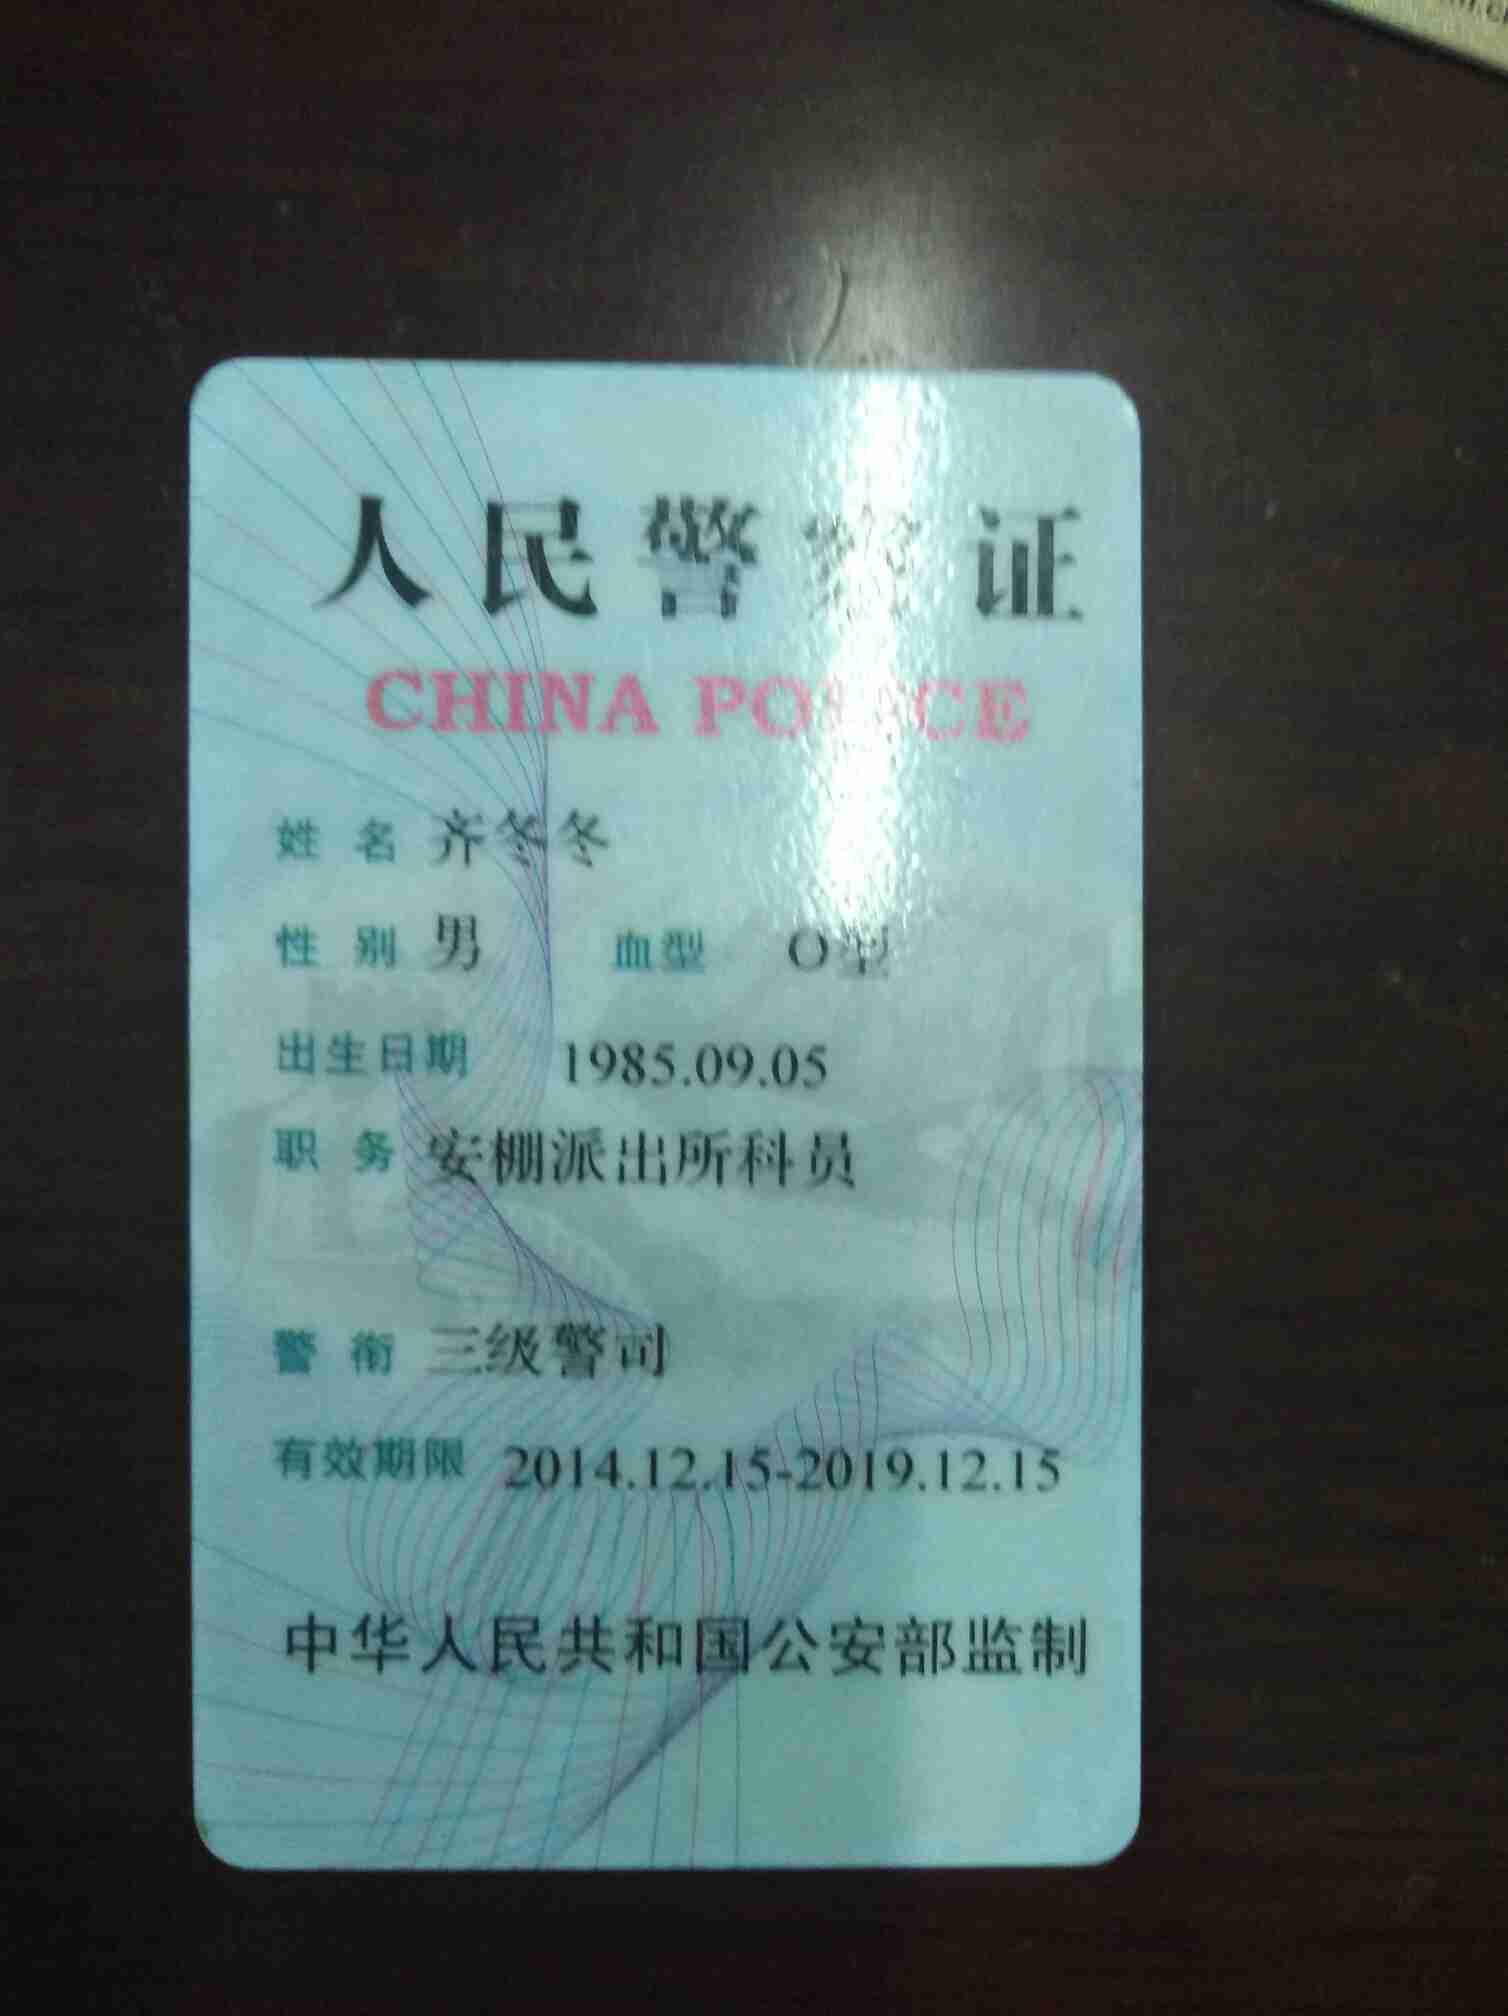 人民警察证
CHINA POLICE
姓 名 齐冬冬
性 别 男 血型 O型
出生日期 1985.09.05
职 务 安棚派出所科员
警 衔 三级警司
有效期限 2014.12.15-2019.12.15
中华人民共和国公安部监制